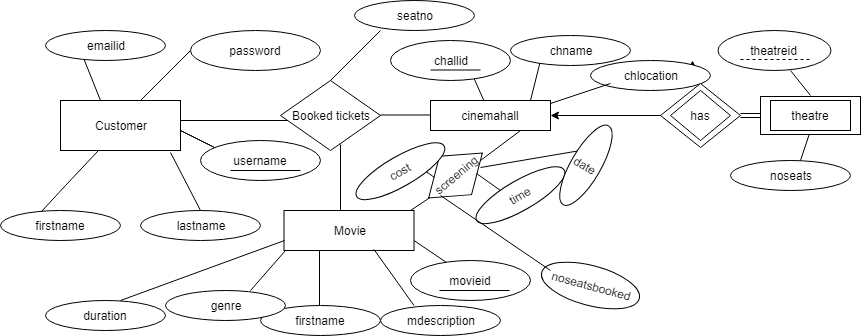 seatno
emailid
password
challid
chname
theatreid
chlocation
Customer
Booked tickets
cinemahall
has
theatre
username
cost
screening
date
time
noseats
firstname
lastname
Movie
movieid
noseatsbooked
duration
genre
firstname
mdescription